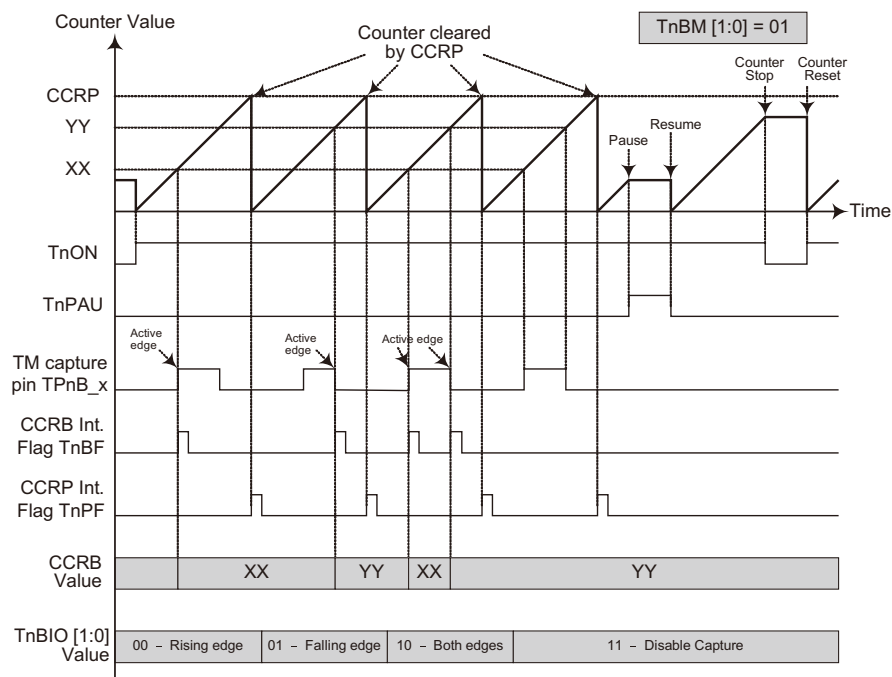 Counter Value
Counter cleared
by CCRP
TnBM [1:0] = 01
Counter
Stop
Counter
Reset
CCRP
YY
XX
Pause
Resume
Time
TnON
TnPAU
Active
edge
Active
edge
Active edge
TM capture
pin TPnB_x
CCRB Int.
Flag TnBF
CCRP Int.
Flag TnPF
CCRB
Value
XX
YY
XX
YY
TnBIO [1:0]
Value
00 – Rising edge
01 – Falling edge
10 – Both edges
11 – Disable Capture